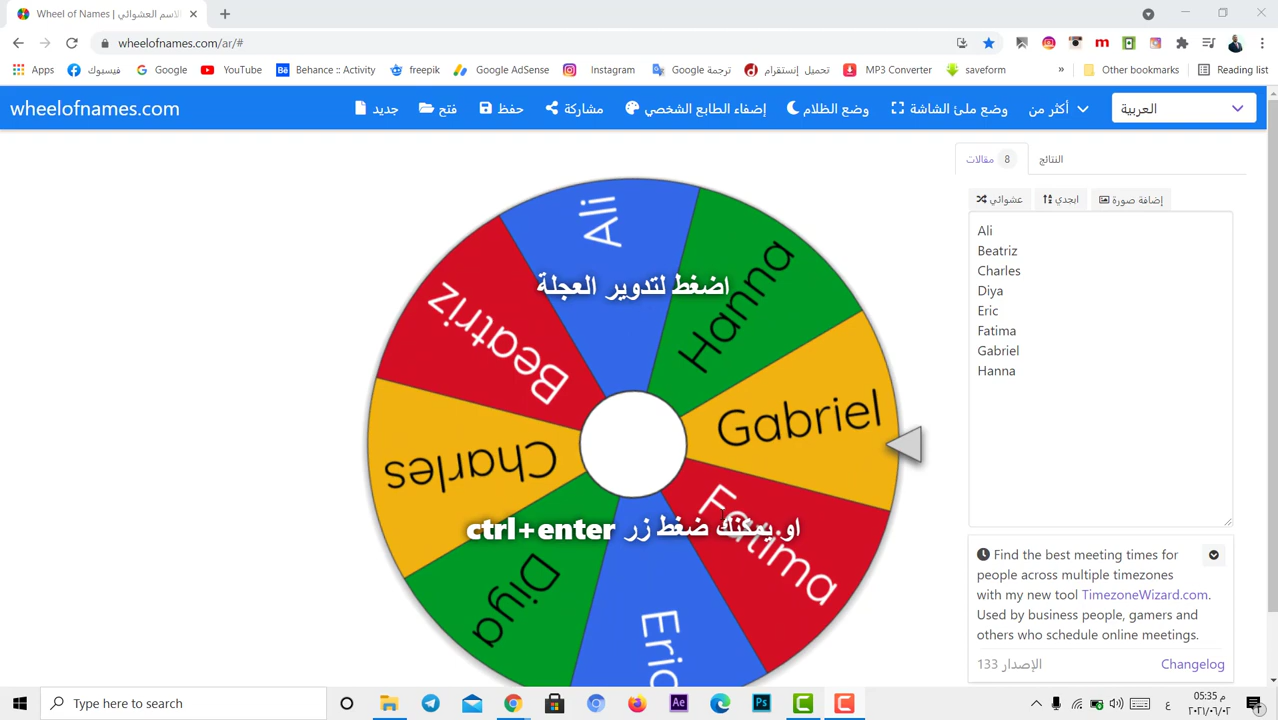 Wheel of Names | الاسم العشوائي
wheelofnames.com/ar/#
Apps فيسبوك Google YouTube Behance :: Activity freepik Google AdSense Instagram ترجمة Google تحميل إنستقرام MP3 Converter saveform » Other bookmarks Reading list
wheelofnames.com
جديد فتح حفظ مشاركة إضفاء الطابع الشخصي وضع الظلام وضع ملئ الشاشة أكثر من العربية
مقالات 8 النتائج
عشوائي ابجدي إضافة صورة
Ali
Beatriz
Charles
Diya
Eric
Fatima
Gabriel
Hanna
Ali
Hanna
Beatriz
Gabriel
Charles
Fatima
Diya
Eric
اضغط لتدوير العجلة
او يمكنك ضغط زر ctrl+enter
Find the best meeting times for
people across multiple timezones
with my new tool TimezoneWizard.com.
Used by business people, gamers and
others who schedule online meetings.
الإصدار 133 Changelog
Type here to search
Ae Ps
ع
م 05:35